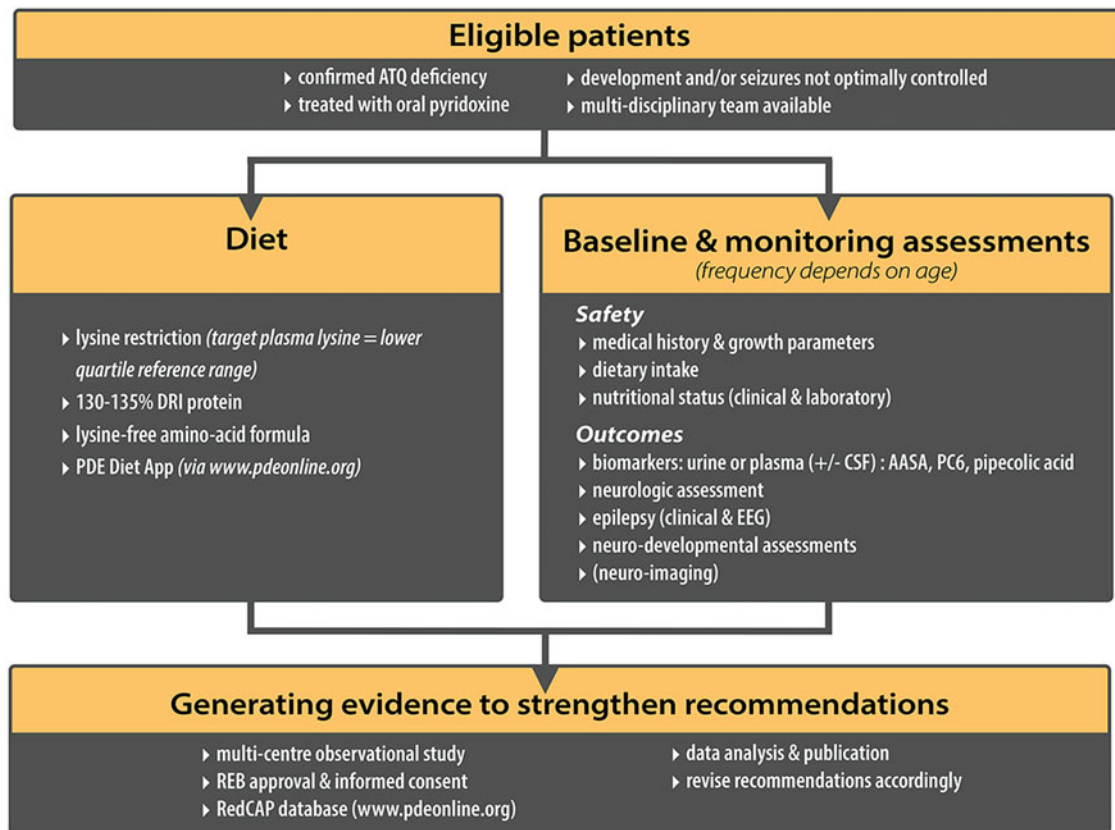 Eligible patients
▸ confirmed ATQ deficiency
▸ treated with oral pyridoxine
▸ development and/or seizures not optimally controlled
▸ multi-disciplinary team available
Diet
▸ lysine restriction (target plasma lysine = lower
quartile reference range)
▸ 130-135% DRI protein
▸ lysine-free amino-acid formula
▸ PDE Diet App (via www.pdeonline.org)
Baseline & monitoring assessments
(frequency depends on age)
Safety
▸ medical history & growth parameters
▸ dietary intake
▸ nutritional status (clinical & laboratory)
Outcomes
▸ biomarkers: urine or plasma (+/- CSF) : AASA, PC6, pipecolic acid
▸ neurologic assessment
▸ epilepsy (clinical & EEG)
▸ neuro-developmental assessments
▸ (neuro-imaging)
Generating evidence to strengthen recommendations
▸ multi-centre observational study
▸ REB approval & informed consent
▸ RedCAP database (www.pdeonline.org)
▸ data analysis & publication
▸ revise recommendations accordingly